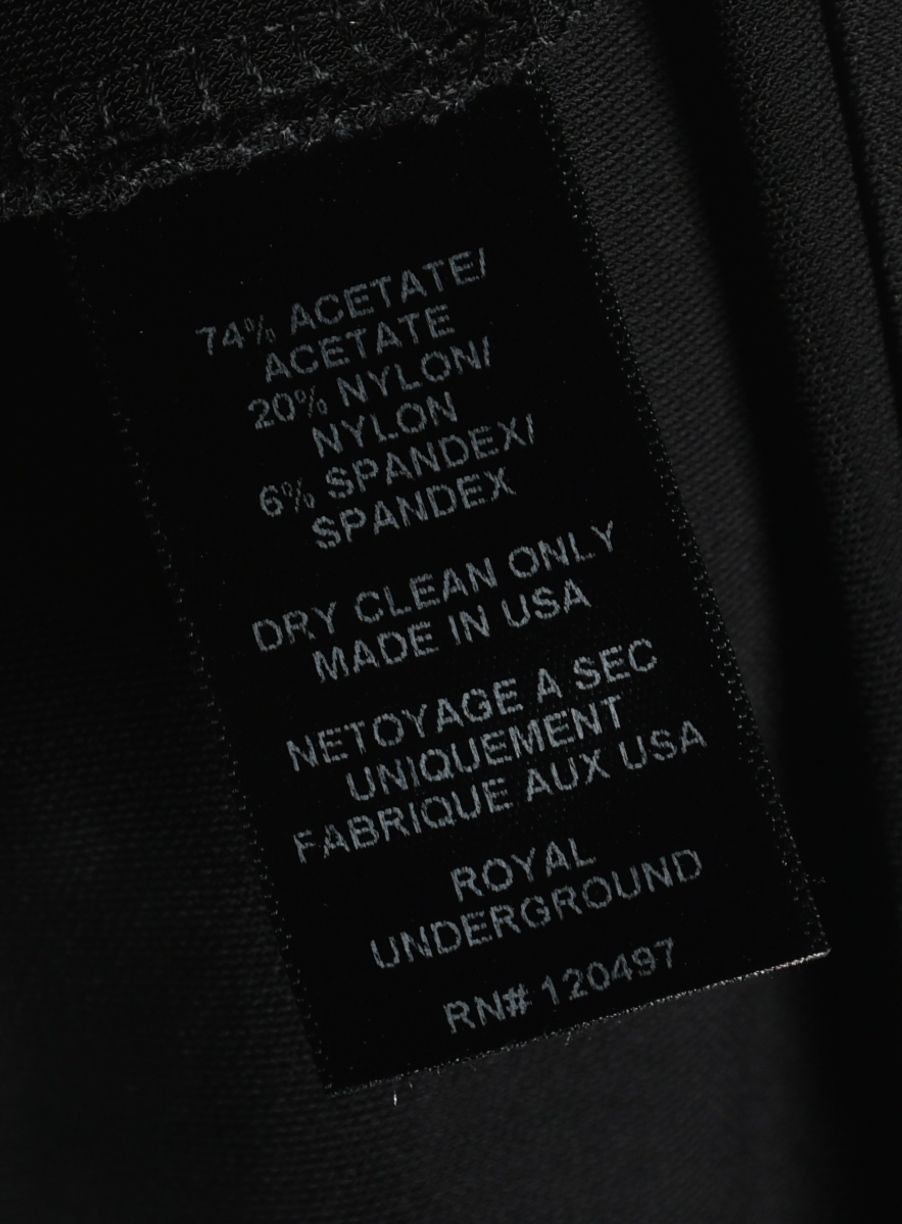 74% ACETATE/
ACETATE
20% NYLON/
NYLON
6% SPANDEX/
SPANDEX
DRY CLEAN ONLY
MADE IN USA
NETOYAGE A SEC
UNIQUEMENT
FABRIQUE AUX USA
ROYAL
UNDERGROUND
RN# 120497